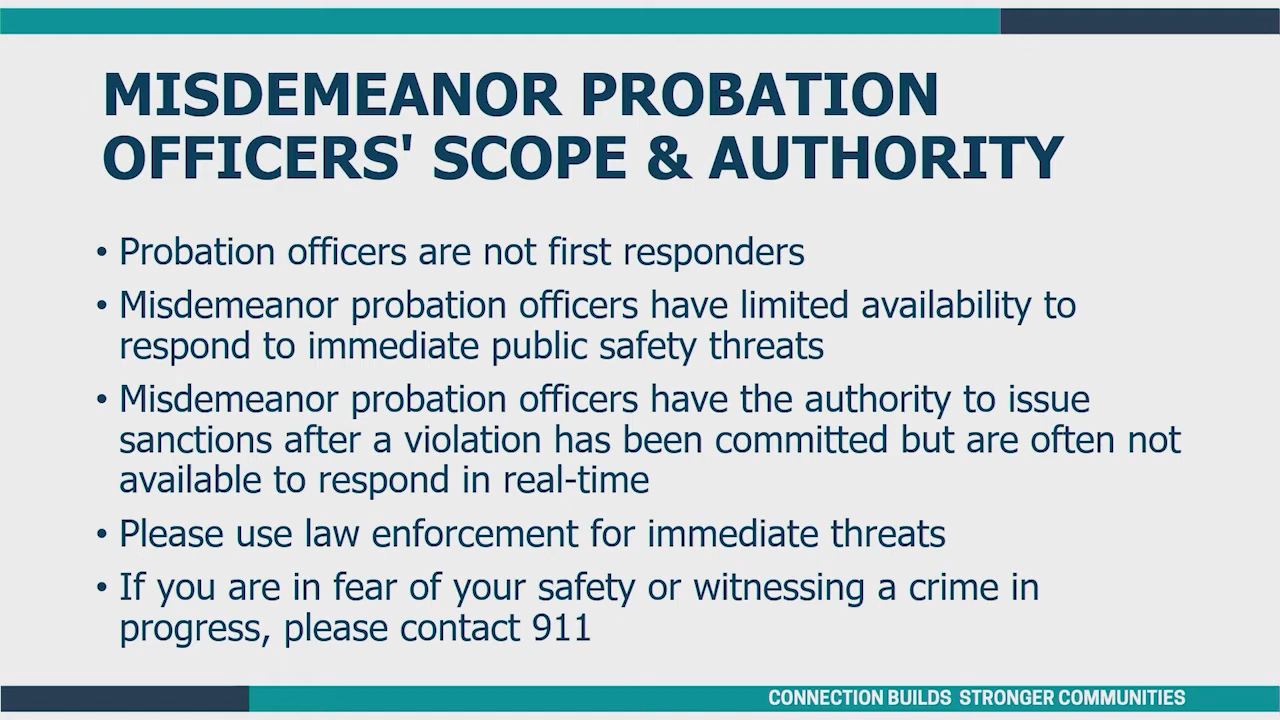 MISDEMEANOR PROBATION
OFFICERS' SCOPE & AUTHORITY
• Probation officers are not first responders
• Misdemeanor probation officers have limited availability to
respond to immediate public safety threats
• Misdemeanor probation officers have the authority to issue
sanctions after a violation has been committed but are often not
available to respond in real-time
• Please use law enforcement for immediate threats
• If you are in fear of your safety or witnessing a crime in
progress, please contact 911
CONNECTION BUILDS STRONGER COMMUNITIES